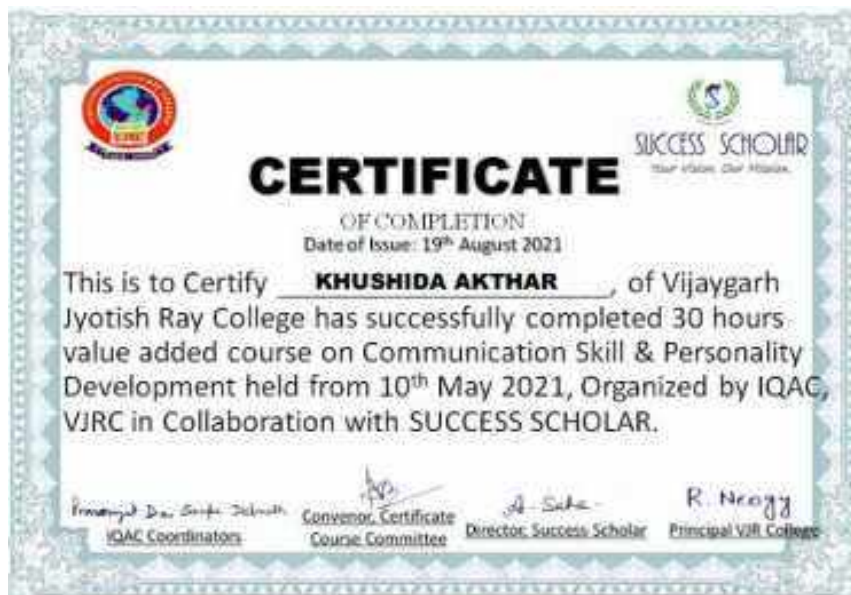 VJRC
S
SUCCESS SCHOLAR
Your Vision. Our Mission.
CERTIFICATE
OF COMPLETION
Date of Issue: 19th August 2021
This is to Certify KHUSHIDA AKTHAR, of Vijaygarh
Jyotish Ray College has successfully completed 30 hours
value added course on Communication Skill & Personality
Development held from 10th May 2021, Organized by IQAC,
VJRC in Collaboration with SUCCESS SCHOLAR.
A. Saha
R. Neogy
IQAC Coordinators
Convenor, Certificate
Course Committee
Director, Success Scholar
Principal VJR College